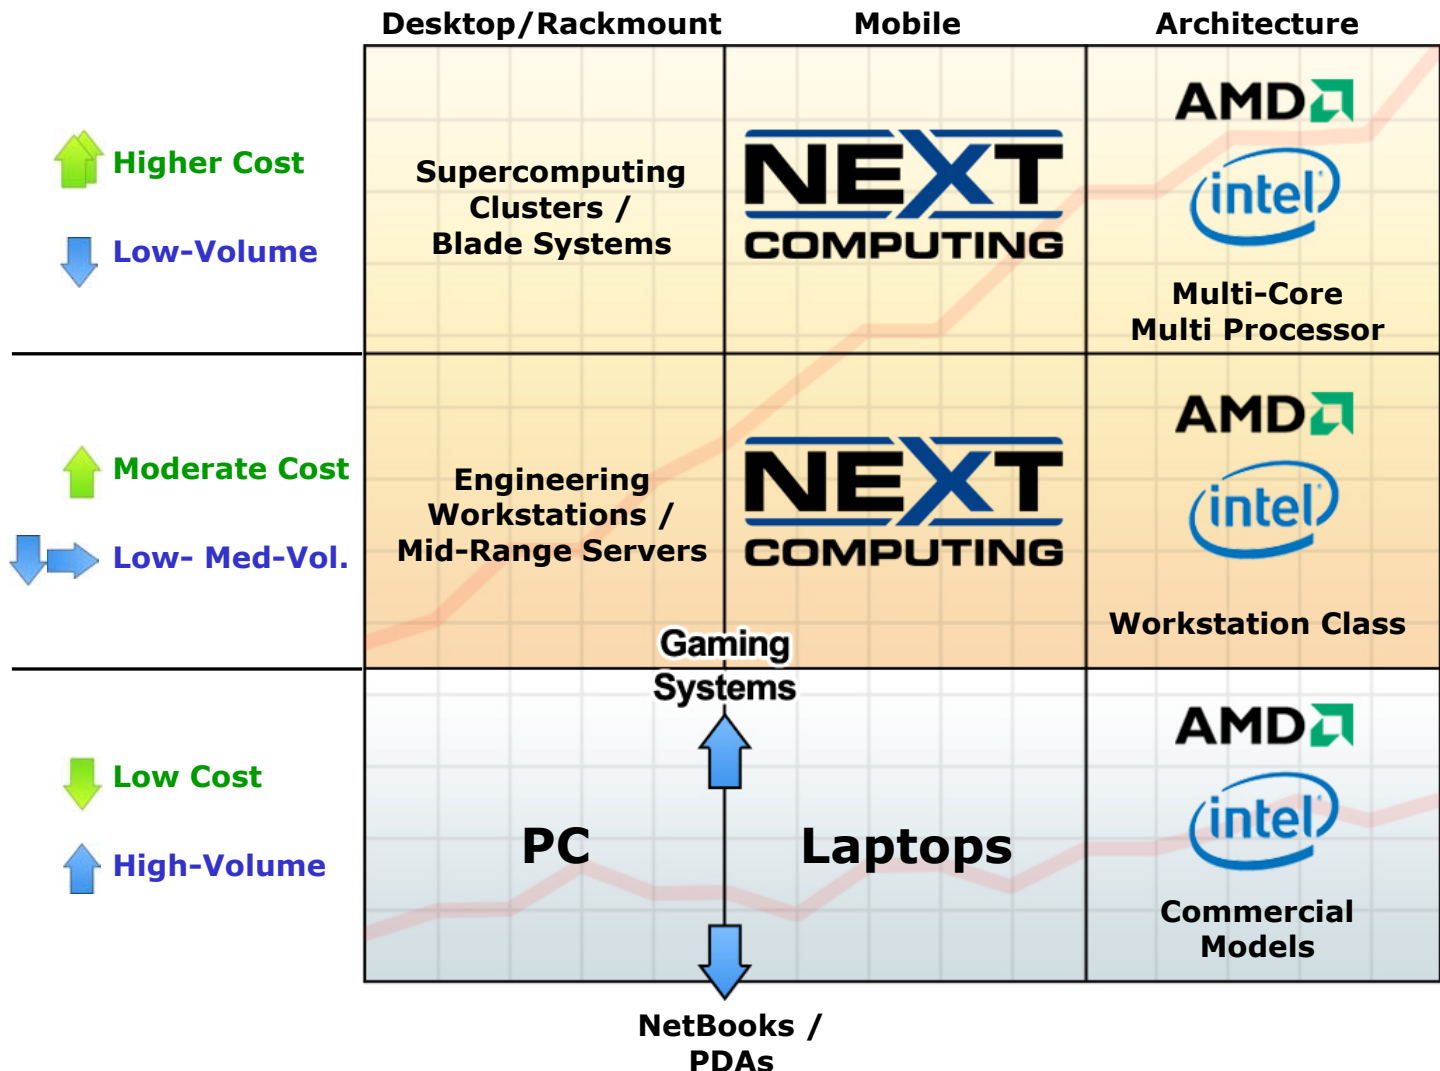 Desktop/Rackmount
Mobile
Architecture
Higher Cost
Low-Volume
Supercomputing
Clusters /
Blade Systems
NEXT
COMPUTING
AMD
intel
Multi-Core
Multi Processor
Moderate Cost
Low- Med-Vol.
Engineering
Workstations /
Mid-Range Servers
NEXT
COMPUTING
AMD
intel
Workstation Class
Gaming
Systems
Low Cost
High-Volume
PC
Laptops
AMD
intel
Commercial
Models
NetBooks /
PDAs